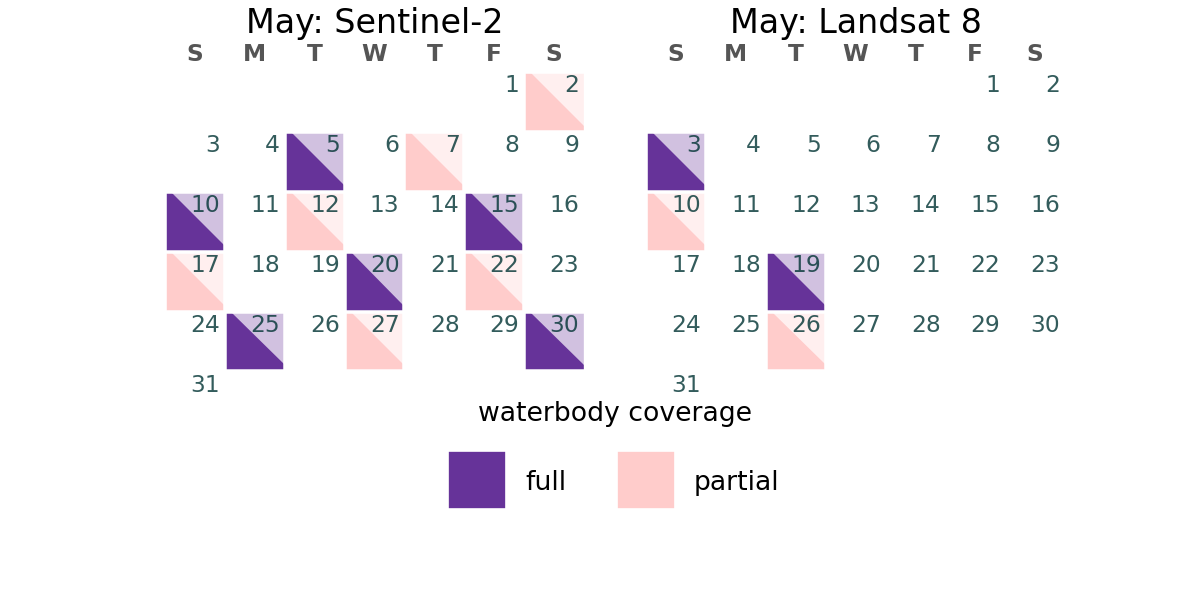 May: Sentinel-2
S M T W T F S
1 2
3 4 5 6 7 8 9
10 11 12 13 14 15 16
17 18 19 20 21 22 23
24 25 26 27 28 29 30
31
May: Landsat 8
S M T W T F S
1 2
3 4 5 6 7 8 9
10 11 12 13 14 15 16
17 18 19 20 21 22 23
24 25 26 27 28 29 30
31
waterbody coverage
full
partial